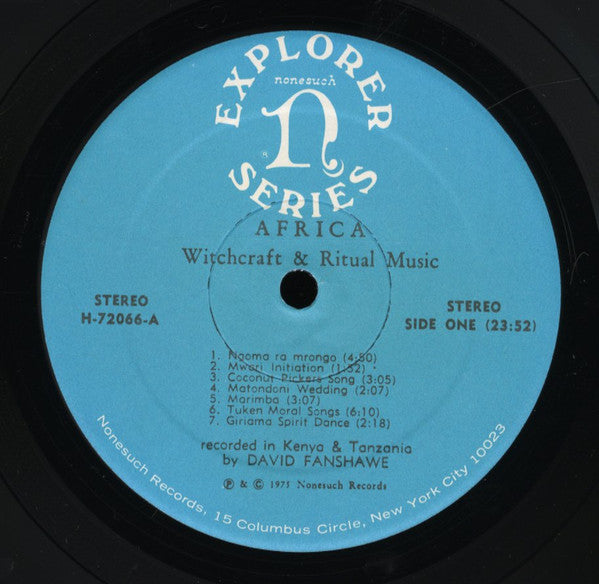 EXPLORER
nonesuch
n
®
SERIES
AFRICA
Witchcraft & Ritual Music
STEREO
H-72066-A
STEREO
SIDE ONE (23:52)
1. Ngoma ra mrongo (4:50)
2. Mwari Initiation (1:52)
3. Coconut Pickers Song (3:05)
4. Matondoni Wedding (2:07)
5. Marimba (3:07)
6. Tuken Moral Songs (6:10)
7. Giriama Spirit Dance (2:18)
recorded in Kenya & Tanzania
by DAVID FANSHAWE
℗ & © 1975 Nonesuch Records
Nonesuch Records, 15 Columbus Circle, New York City 10023